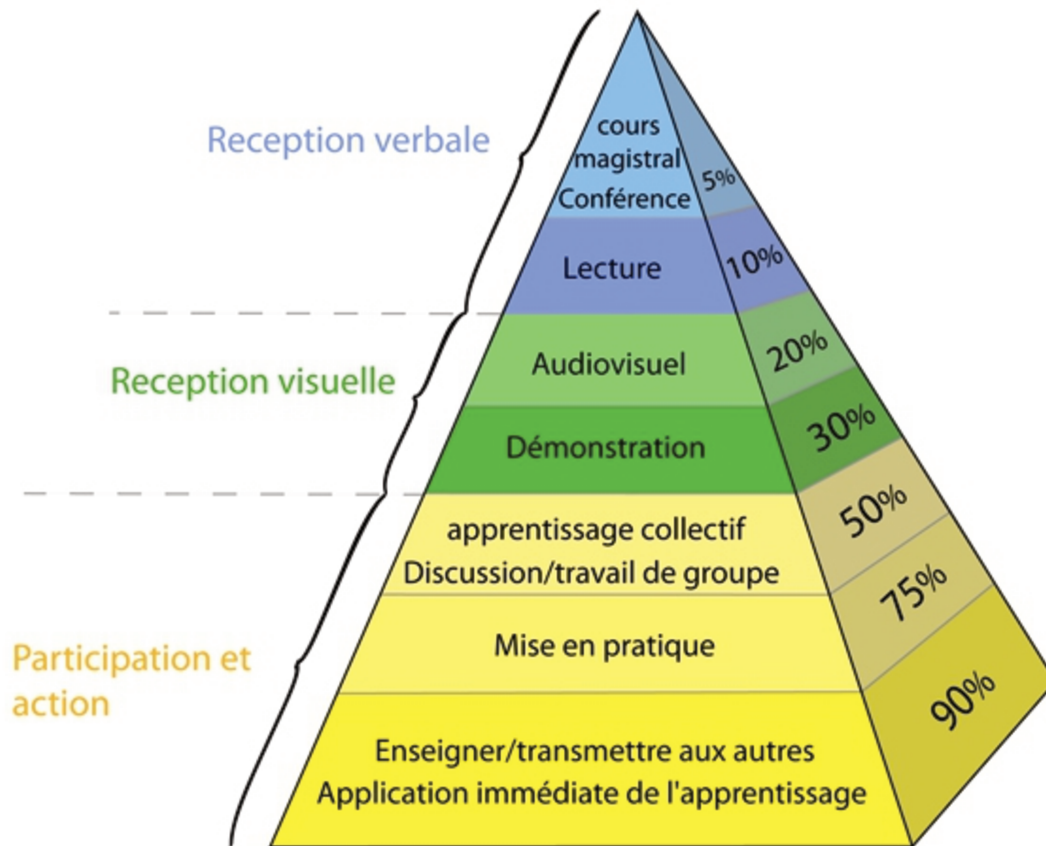 Reception verbale
cours
magistral
Conférence
5%
Lecture
10%
Reception visuelle
Audiovisuel
20%
Démonstration
30%
apprentissage collectif
Discussion/travail de groupe
50%
Participation et
action
Mise en pratique
75%
Enseigner/transmettre aux autres
Application immédiate de l'apprentissage
90%